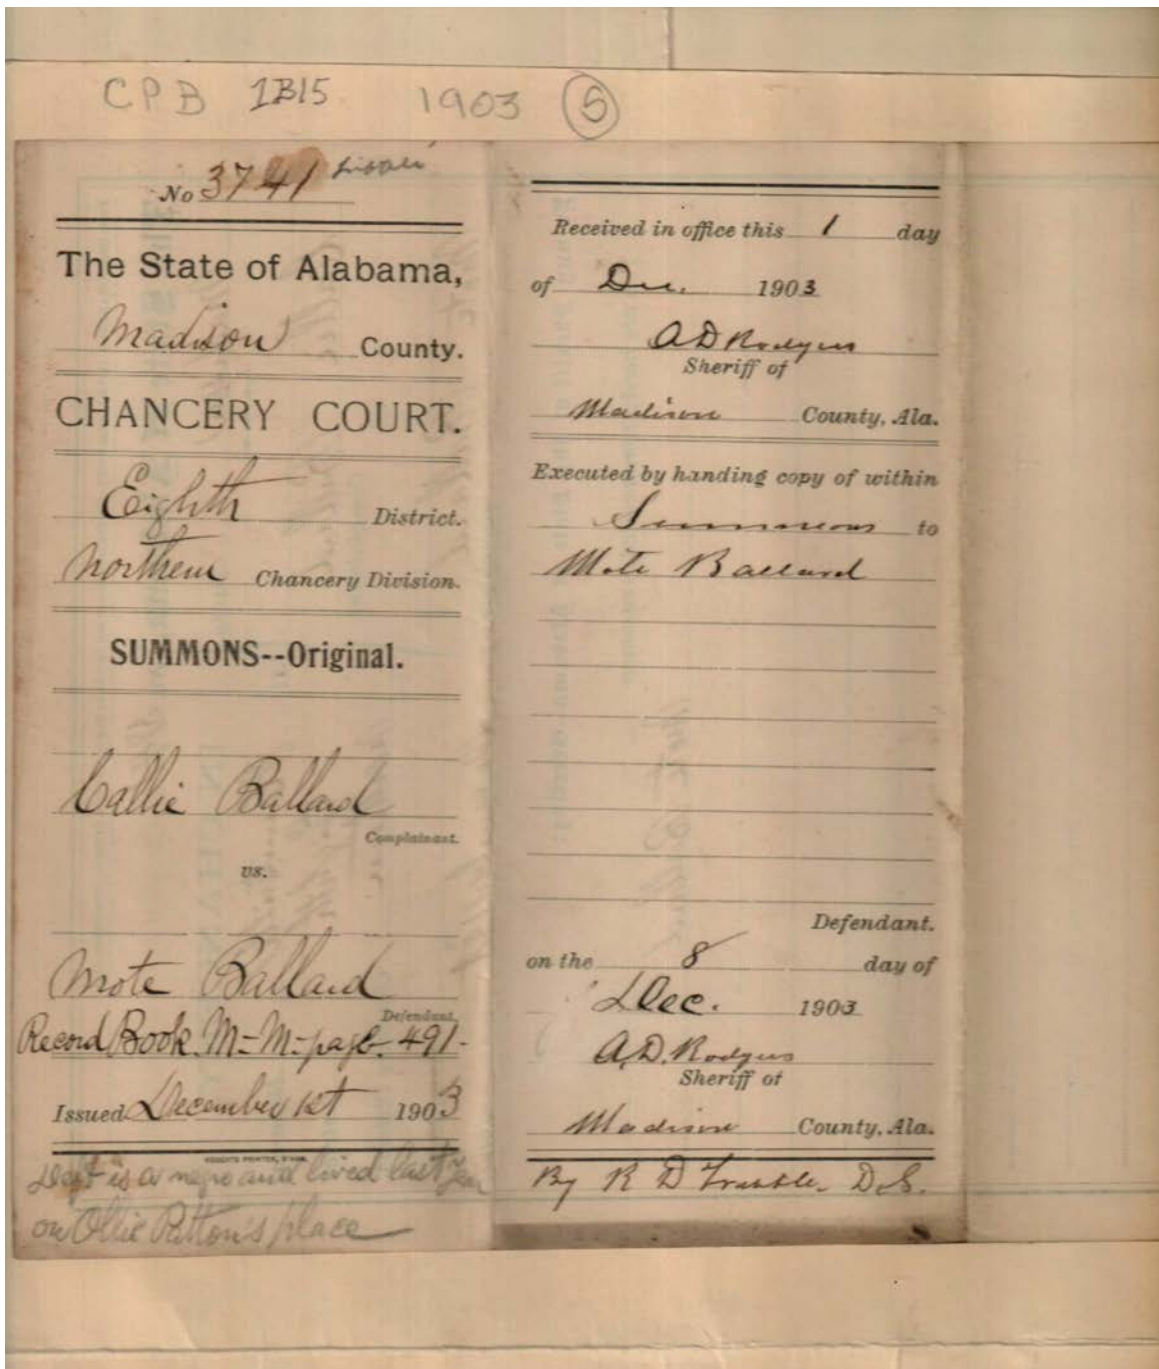 CPB 1B15 1903 5
No 3741
The State of Alabama,
Madison County.
CHANCERY COURT.
Eighth District.
Northern Chancery Division.
SUMMONS--Original.
Callie Ballard
Complainant.
vs.
Mote Ballard
Defendant.
Record Book. M-M-page. 491-
Issued December 1st 1903
Deft is a negro and lived last year
on Ollie Patton's place
Received in office this 1 day
of Dec. 1903
A D Rodgers
Sheriff of
Madison County, Ala.
Executed by handing copy of within
Summons to
Mote Ballard
Defendant.
on the 8 day of
Dec. 1903
A.D. Rodgers
Sheriff of
Madison County, Ala.
By R D D.S.